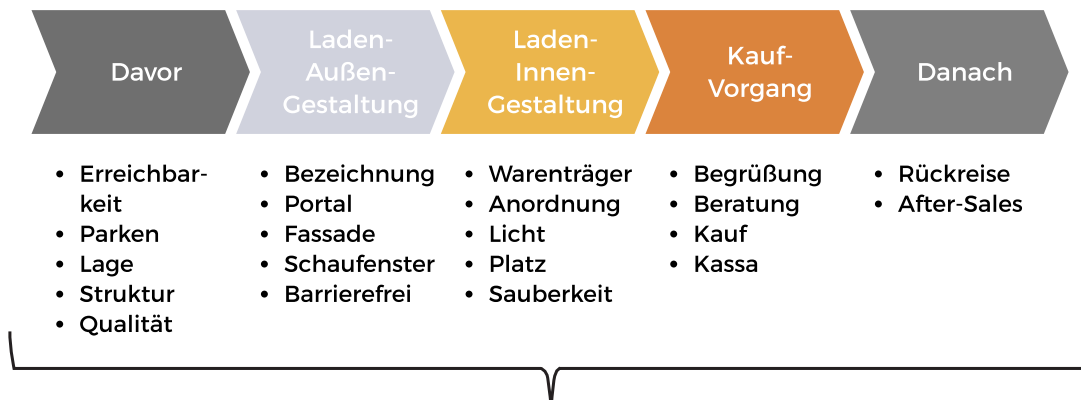 Davor
Laden-
Außen-
Gestaltung
Laden-
Innen-
Gestaltung
Kauf-
Vorgang
Danach
• Erreichbar-
keit
• Parken
• Lage
• Struktur
• Qualität
• Bezeichnung
• Portal
• Fassade
• Schaufenster
• Barrierefrei
• Warenträger
• Anordnung
• Licht
• Platz
• Sauberkeit
• Begrüßung
• Beratung
• Kauf
• Kassa
• Rückreise
• After-Sales